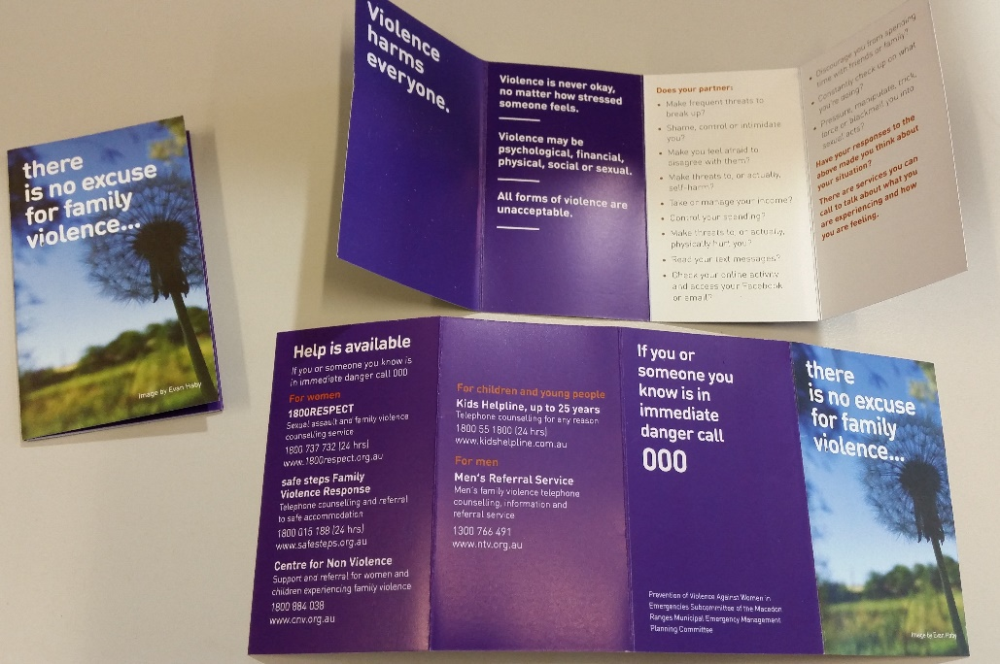 there
is no excuse
for family
violence...
Image by Evan Haby
Violence
harms
everyone.
Violence is never okay,
no matter how stressed
someone feels.
Violence may be
psychological, financial,
physical, social or sexual.
All forms of violence are
unacceptable.
Does your partner:
• Make frequent threats to
break up?
• Shame, control or intimidate
you?
• Make you feel afraid to
disagree with them?
• Make threats to, or actually,
self-harm?
• Take or manage your income?
• Control your spending?
• Make threats to, or actually,
physically hurt you?
• Read your text messages?
• Check your online activity
and access your Facebook
or email?
• Discourage you from spending
time with friends or family?
• Constantly check up on what
you're doing?
• Pressure, manipulate, trick,
force or blackmail you into
sexual acts?
Have your responses to the
above made you think about
your situation?
There are services you can
call to talk about what you
are experiencing and how
you are feeling.
Help is available
If you or someone you know is
in immediate danger call 000
For women
1800RESPECT
Sexual assault and family violence
counselling service
1800 737 732 (24 hrs)
www.1800respect.org.au
safe steps Family
Violence Response
Telephone counselling and referral
to safe accommodation
1800 015 188 (24 hrs)
www.safesteps.org.au
Centre for Non Violence
Support and referral for women and
children experiencing family violence
1800 884 038
www.cnv.org.au
For children and young people
Kids Helpline, up to 25 years
Telephone counselling for any reason
1800 55 1800 (24 hrs)
www.kidshelpline.com.au
For men
Men's Referral Service
Men's family violence telephone
counselling, information and
referral service
1300 766 491
www.ntv.org.au
If you or
someone you
know is in
immediate
danger call
000
Prevention of Violence Against Women in
Emergencies Subcommittee of the Macedon
Ranges Municipal Emergency Management
Planning Committee
there
is no excuse
for family
violence...
Image by Evan Haby